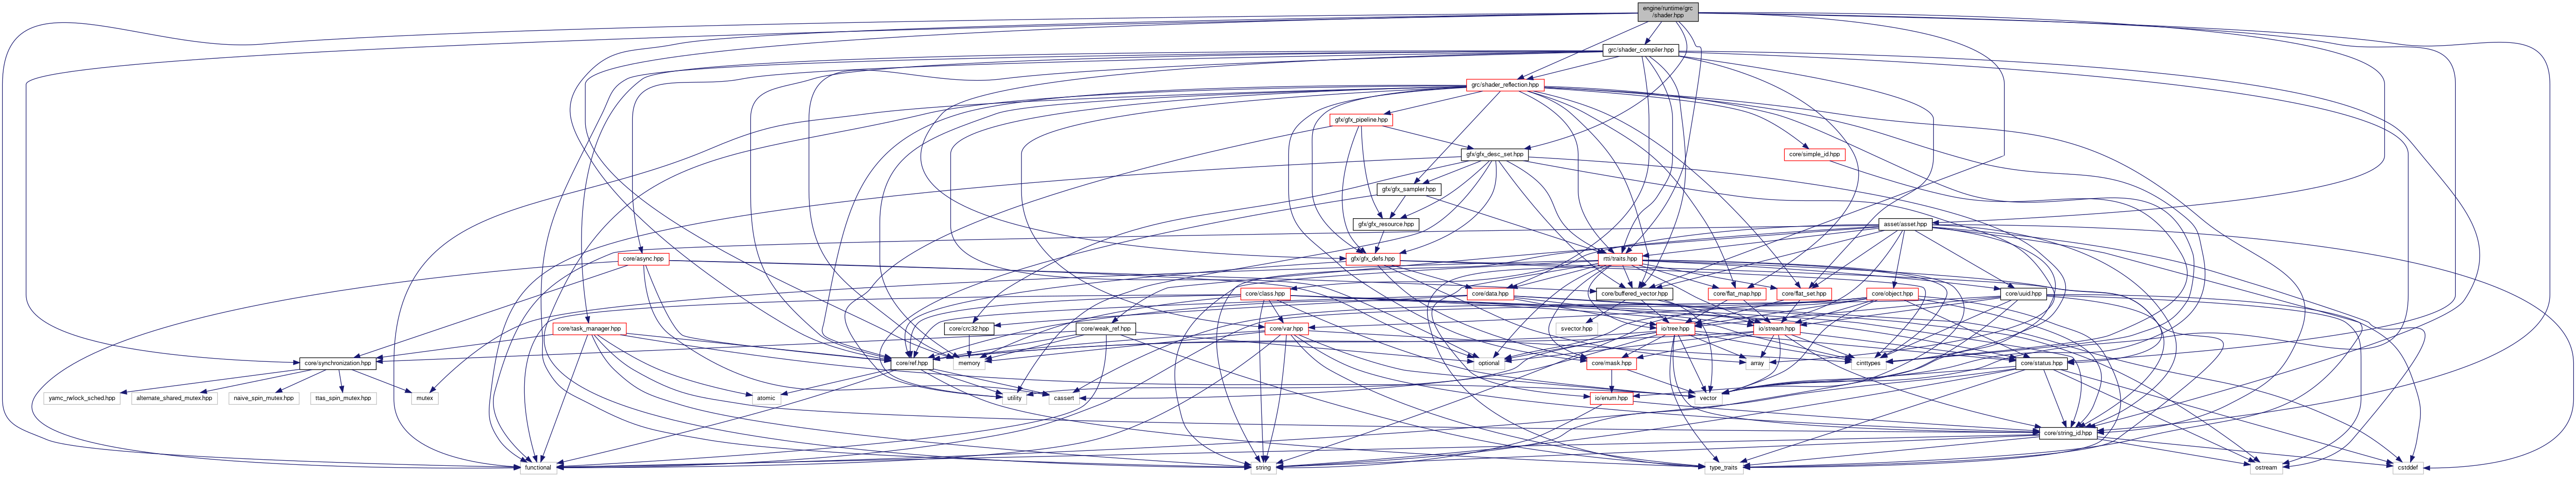 engine/runtime/grc
/shader.hpp
grc/shader_compiler.hpp
grc/shader_reflection.hpp
gfx/gfx_pipeline.hpp
gfx/gfx_desc_set.hpp
core/simple_id.hpp
gfx/gfx_sampler.hpp
gfx/gfx_resource.hpp
asset/asset.hpp
core/async.hpp
gfx/gfx_defs.hpp
rtti/traits.hpp
core/class.hpp
core/data.hpp
core/buffered_vector.hpp
core/flat_map.hpp
core/flat_set.hpp
core/object.hpp
core/uuid.hpp
core/task_manager.hpp
core/crc32.hpp
core/weak_ref.hpp
core/var.hpp
svector.hpp
io/tree.hpp
io/stream.hpp
core/synchronization.hpp
core/ref.hpp
memory
optional
core/mask.hpp
array
cinttypes
core/status.hpp
yamc_rwlock_sched.hpp
alternate_shared_mutex.hpp
naive_spin_mutex.hpp
ttas_spin_mutex.hpp
mutex
atomic
utility
cassert
io/enum.hpp
vector
core/string_id.hpp
functional
string
type_traits
ostream
cstddef